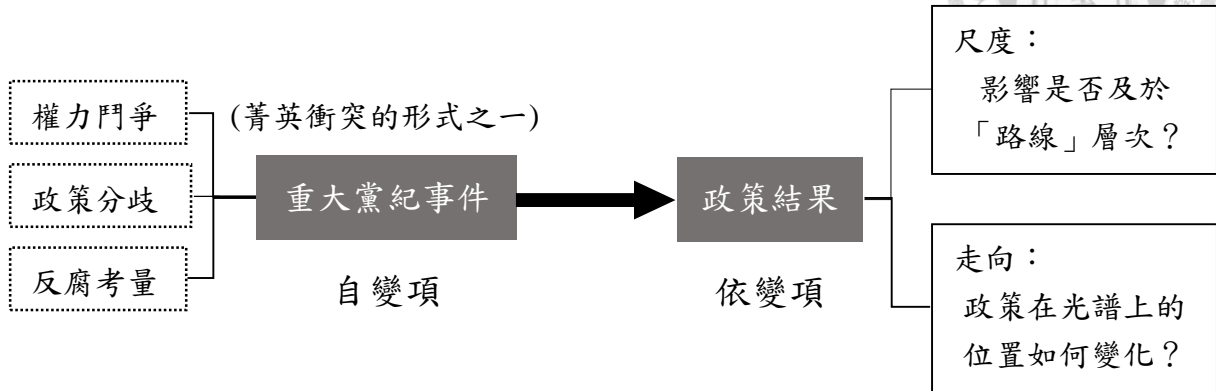 權力鬥爭
政策分歧
反腐考量
(菁英衝突的形式之一)
重大黨紀事件
自變項
政策結果
依變項
尺度：
影響是否及於
「路線」層次？
走向：
政策在光譜上的
位置如何變化？